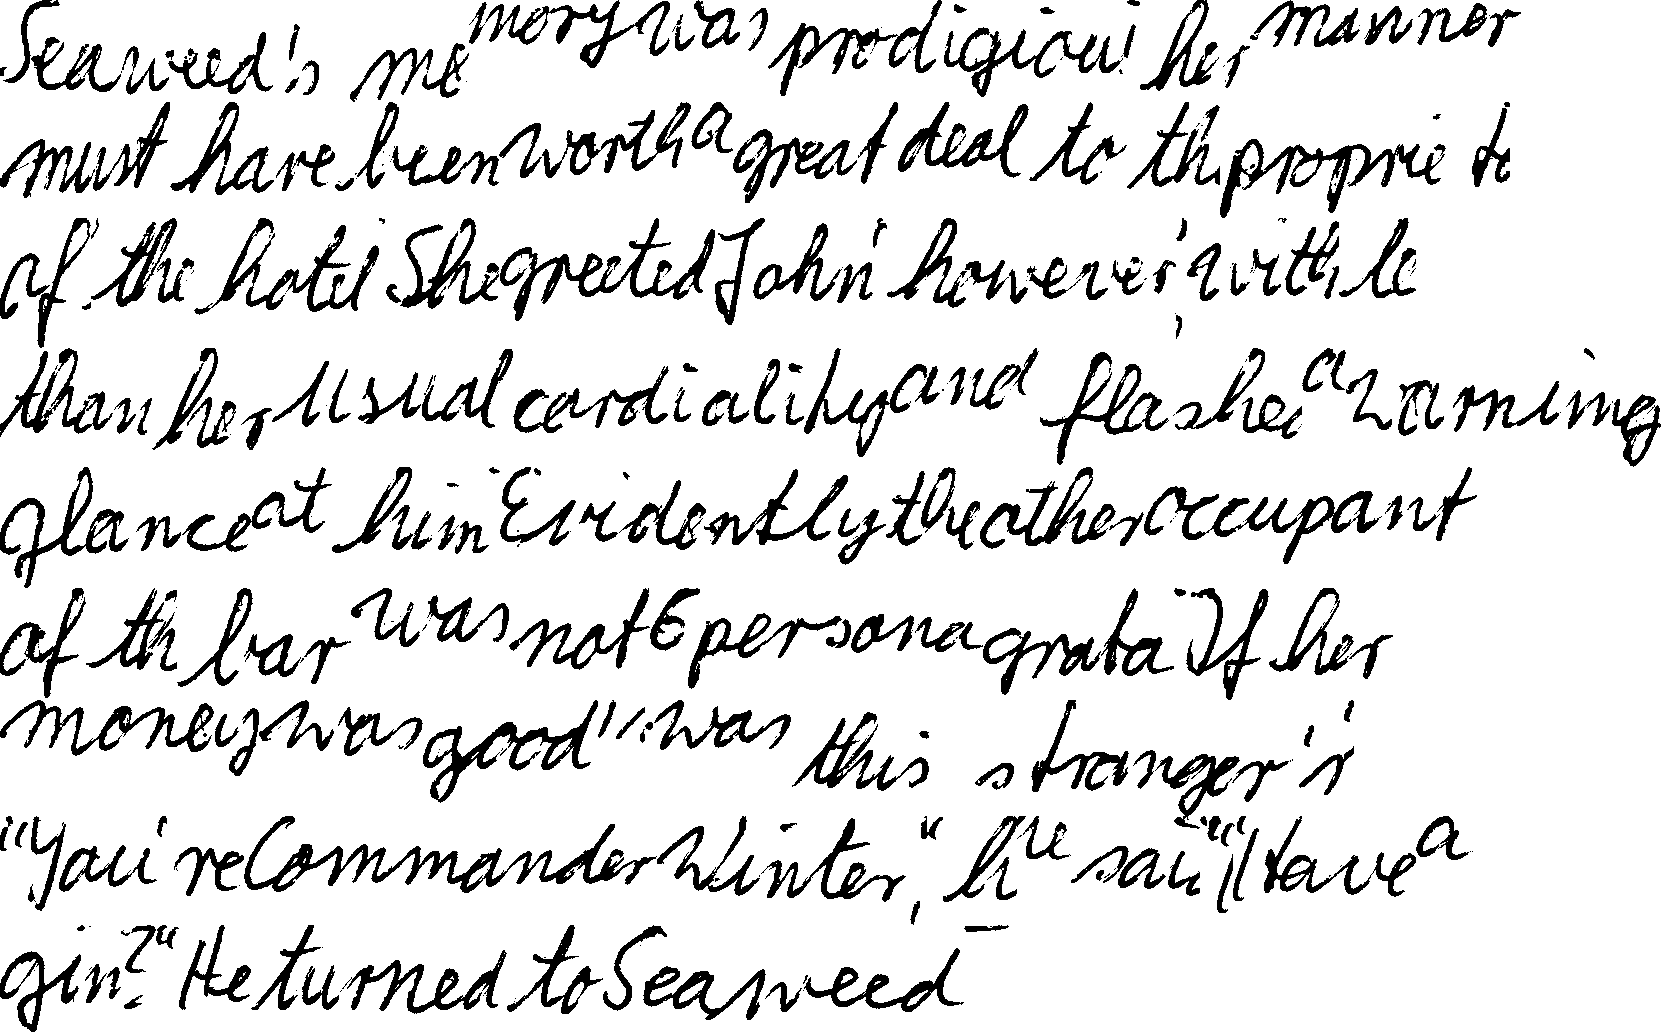 Seaweed's memory was prodigious her manner
must have been worth a great deal to th proprie to
of the hotel She greeted John however, with le
than her usual cordiality and flashed a warning
glance at him Evidently the other occupant
of th bar was not persona grata If her
money was good was this stranger's
"You're Commander Winter," he said "Have a
gin?" He turned to Seaweed